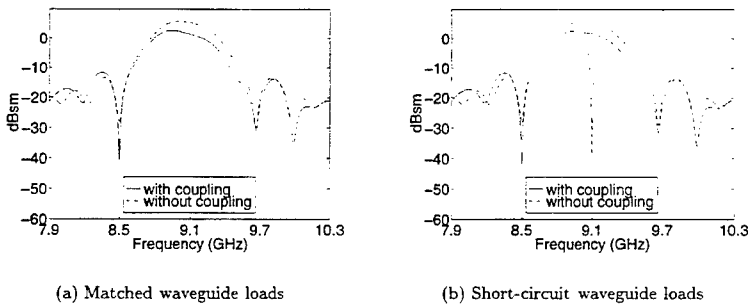 0
−10
−20
−30
−40
−50
−60
dBsm
with coupling
without coupling
7.9 8.5 9.1 9.7 10.3
Frequency (GHz)
(a) Matched waveguide loads
0
−10
−20
−30
−40
−50
−60
dBsm
with coupling
without coupling
7.9 8.5 9.1 9.7 10.3
Frequency (GHz)
(b) Short-circuit waveguide loads